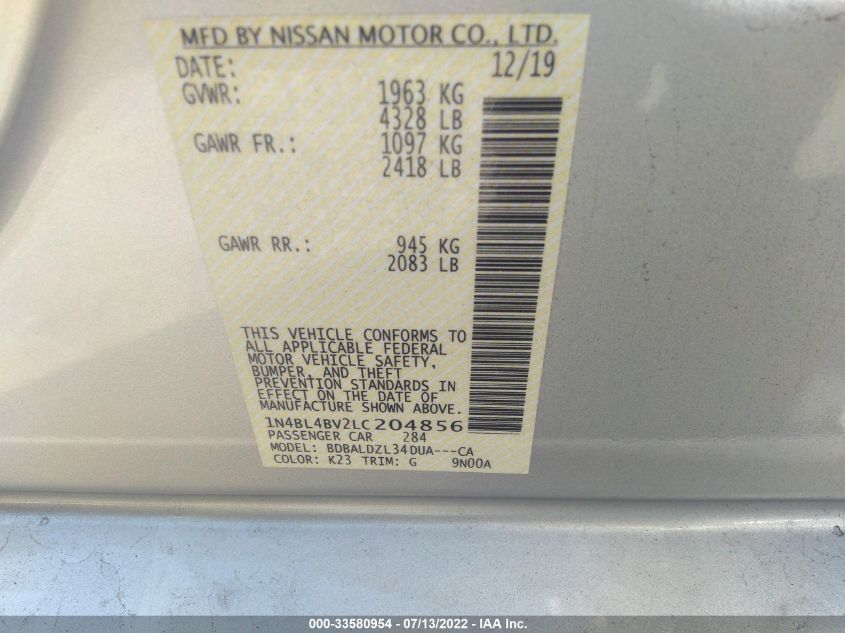 MFD BY NISSAN MOTOR CO., LTD.
DATE: 12/19
GVWR: 1963 KG
4328 LB
GAWR FR.: 1097 KG
2418 LB
GAWR RR.: 945 KG
2083 LB
THIS VEHICLE CONFORMS TO
ALL APPLICABLE FEDERAL
MOTOR VEHICLE SAFETY,
BUMPER, AND THEFT
PREVENTION STANDARDS IN
EFFECT ON THE DATE OF
MANUFACTURE SHOWN ABOVE.
1N4BL4BV2LC204856
PASSENGER CAR 284
MODEL: BDBALDZL34DUA---CA
COLOR: K23 TRIM: G 9N00A
000-33580954 - 07/13/2022 - IAA Inc.